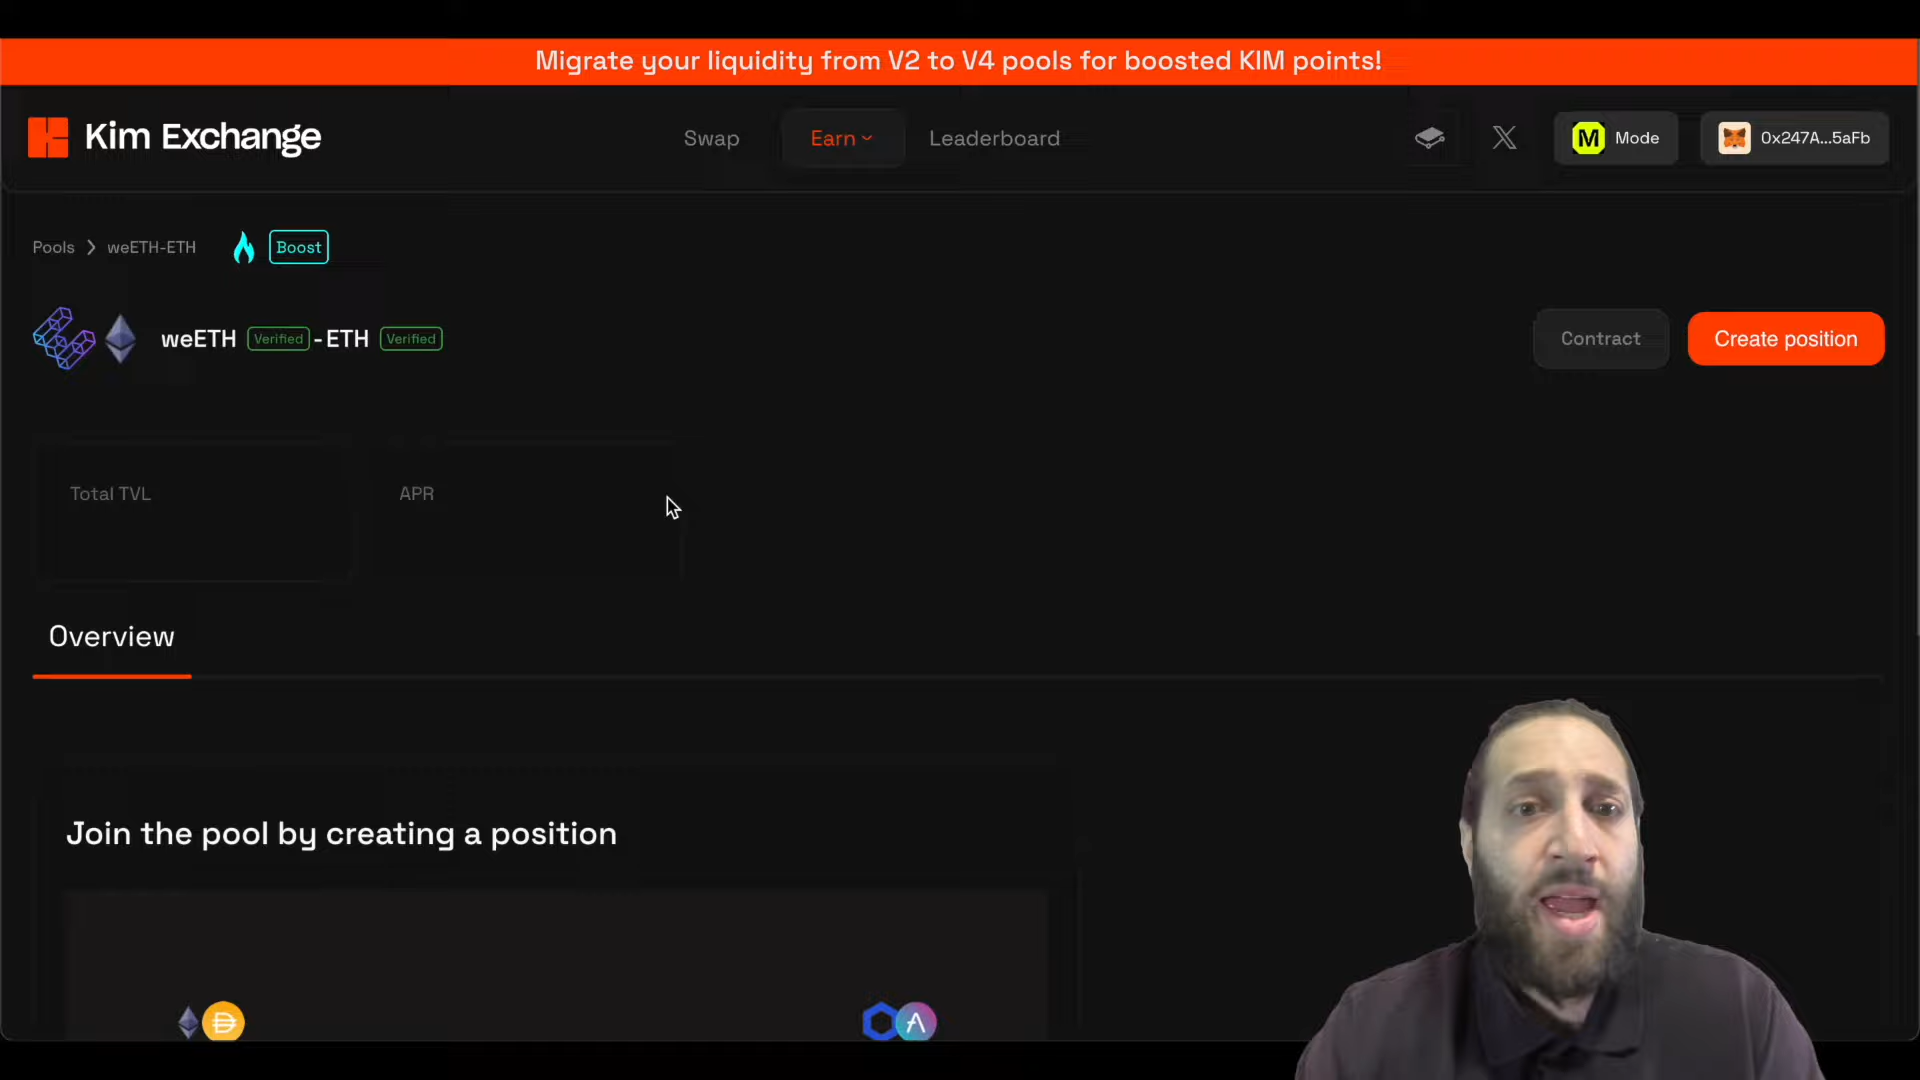 Migrate your liquidity from V2 to V4 pools for boosted KIM points!
Kim Exchange
Swap
Earn
Leaderboard
M
Mode
0x247A...5aFb
Pools > weETH-ETH
Boost
weETH Verified - ETH Verified
Contract
Create position
Total TVL
APR
Overview
Join the pool by creating a position